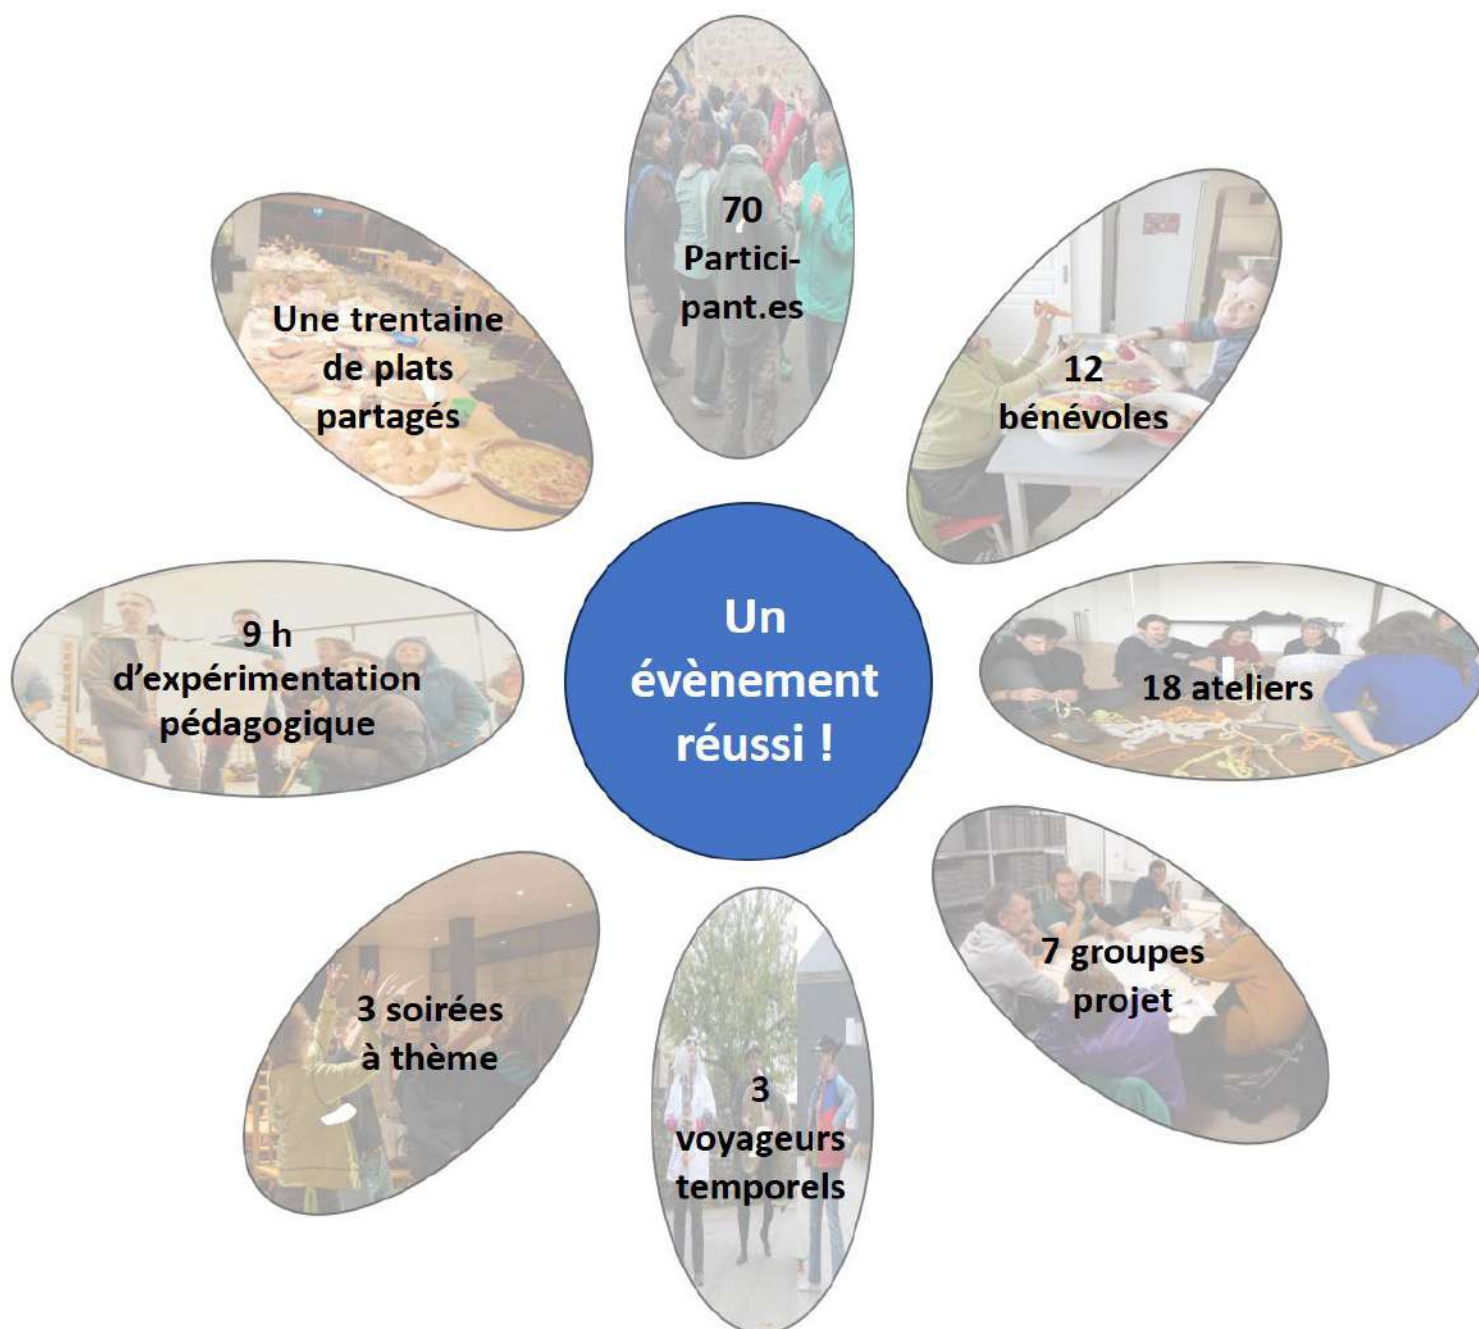 70
Partici-
pant.es
12
bénévoles
18 ateliers
7 groupes
projet
3
voyageurs
temporels
3 soirées
à thème
9 h
d’expérimentation
pédagogique
Une trentaine
de plats
partagés
Un
évènement
réussi !